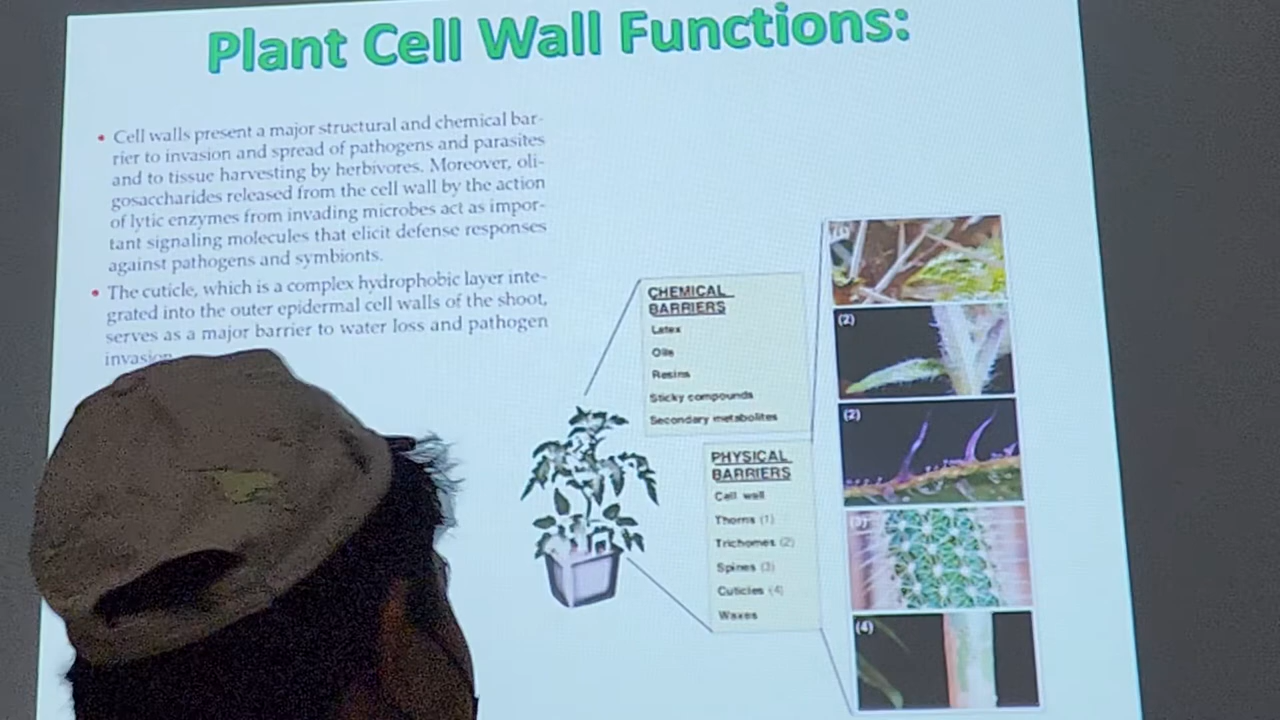 Plant Cell Wall Functions:
• Cell walls present a major structural and chemical bar-
rier to invasion and spread of pathogens and parasites
and to tissue harvesting by herbivores. Moreover, oli-
gosaccharides released from the cell wall by the action
of lytic enzymes from invading microbes act as impor-
tant signaling molecules that elicit defense responses
against pathogens and symbionts.
• The cuticle, which is a complex hydrophobic layer inte-
grated into the outer epidermal cell walls of the shoot,
serves as a major barrier to water loss and pathogen
invasion
CHEMICAL
BARRIERS
Latex
Oils
Resins
Sticky compounds
Secondary metabolites
PHYSICAL
BARRIERS
Cell wall
Thorns (1)
Trichomes (2)
Spines (3)
Cuticles (4)
Waxes
(1)
(2)
(2)
(3)
(4)